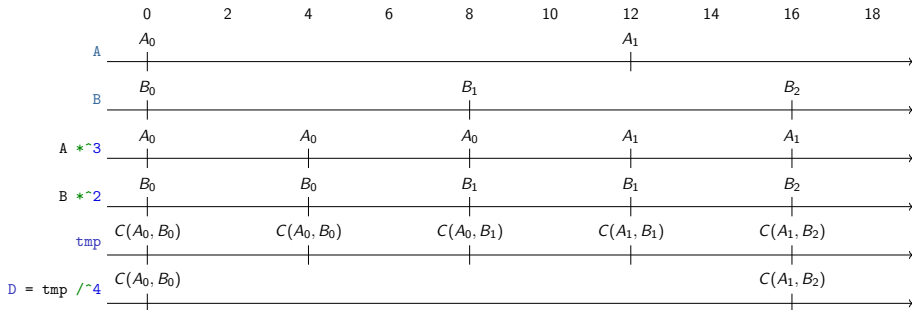 0 2 4 6 8 10 12 14 16 18
A A₀ A₁
B B₀ B₁ B₂
A *^3 A₀ A₀ A₀ A₁ A₁
B *^2 B₀ B₀ B₁ B₁ B₂
tmp C(A₀, B₀) C(A₀, B₀) C(A₀, B₁) C(A₁, B₁) C(A₁, B₂)
D = tmp /^4 C(A₀, B₀) C(A₁, B₂)